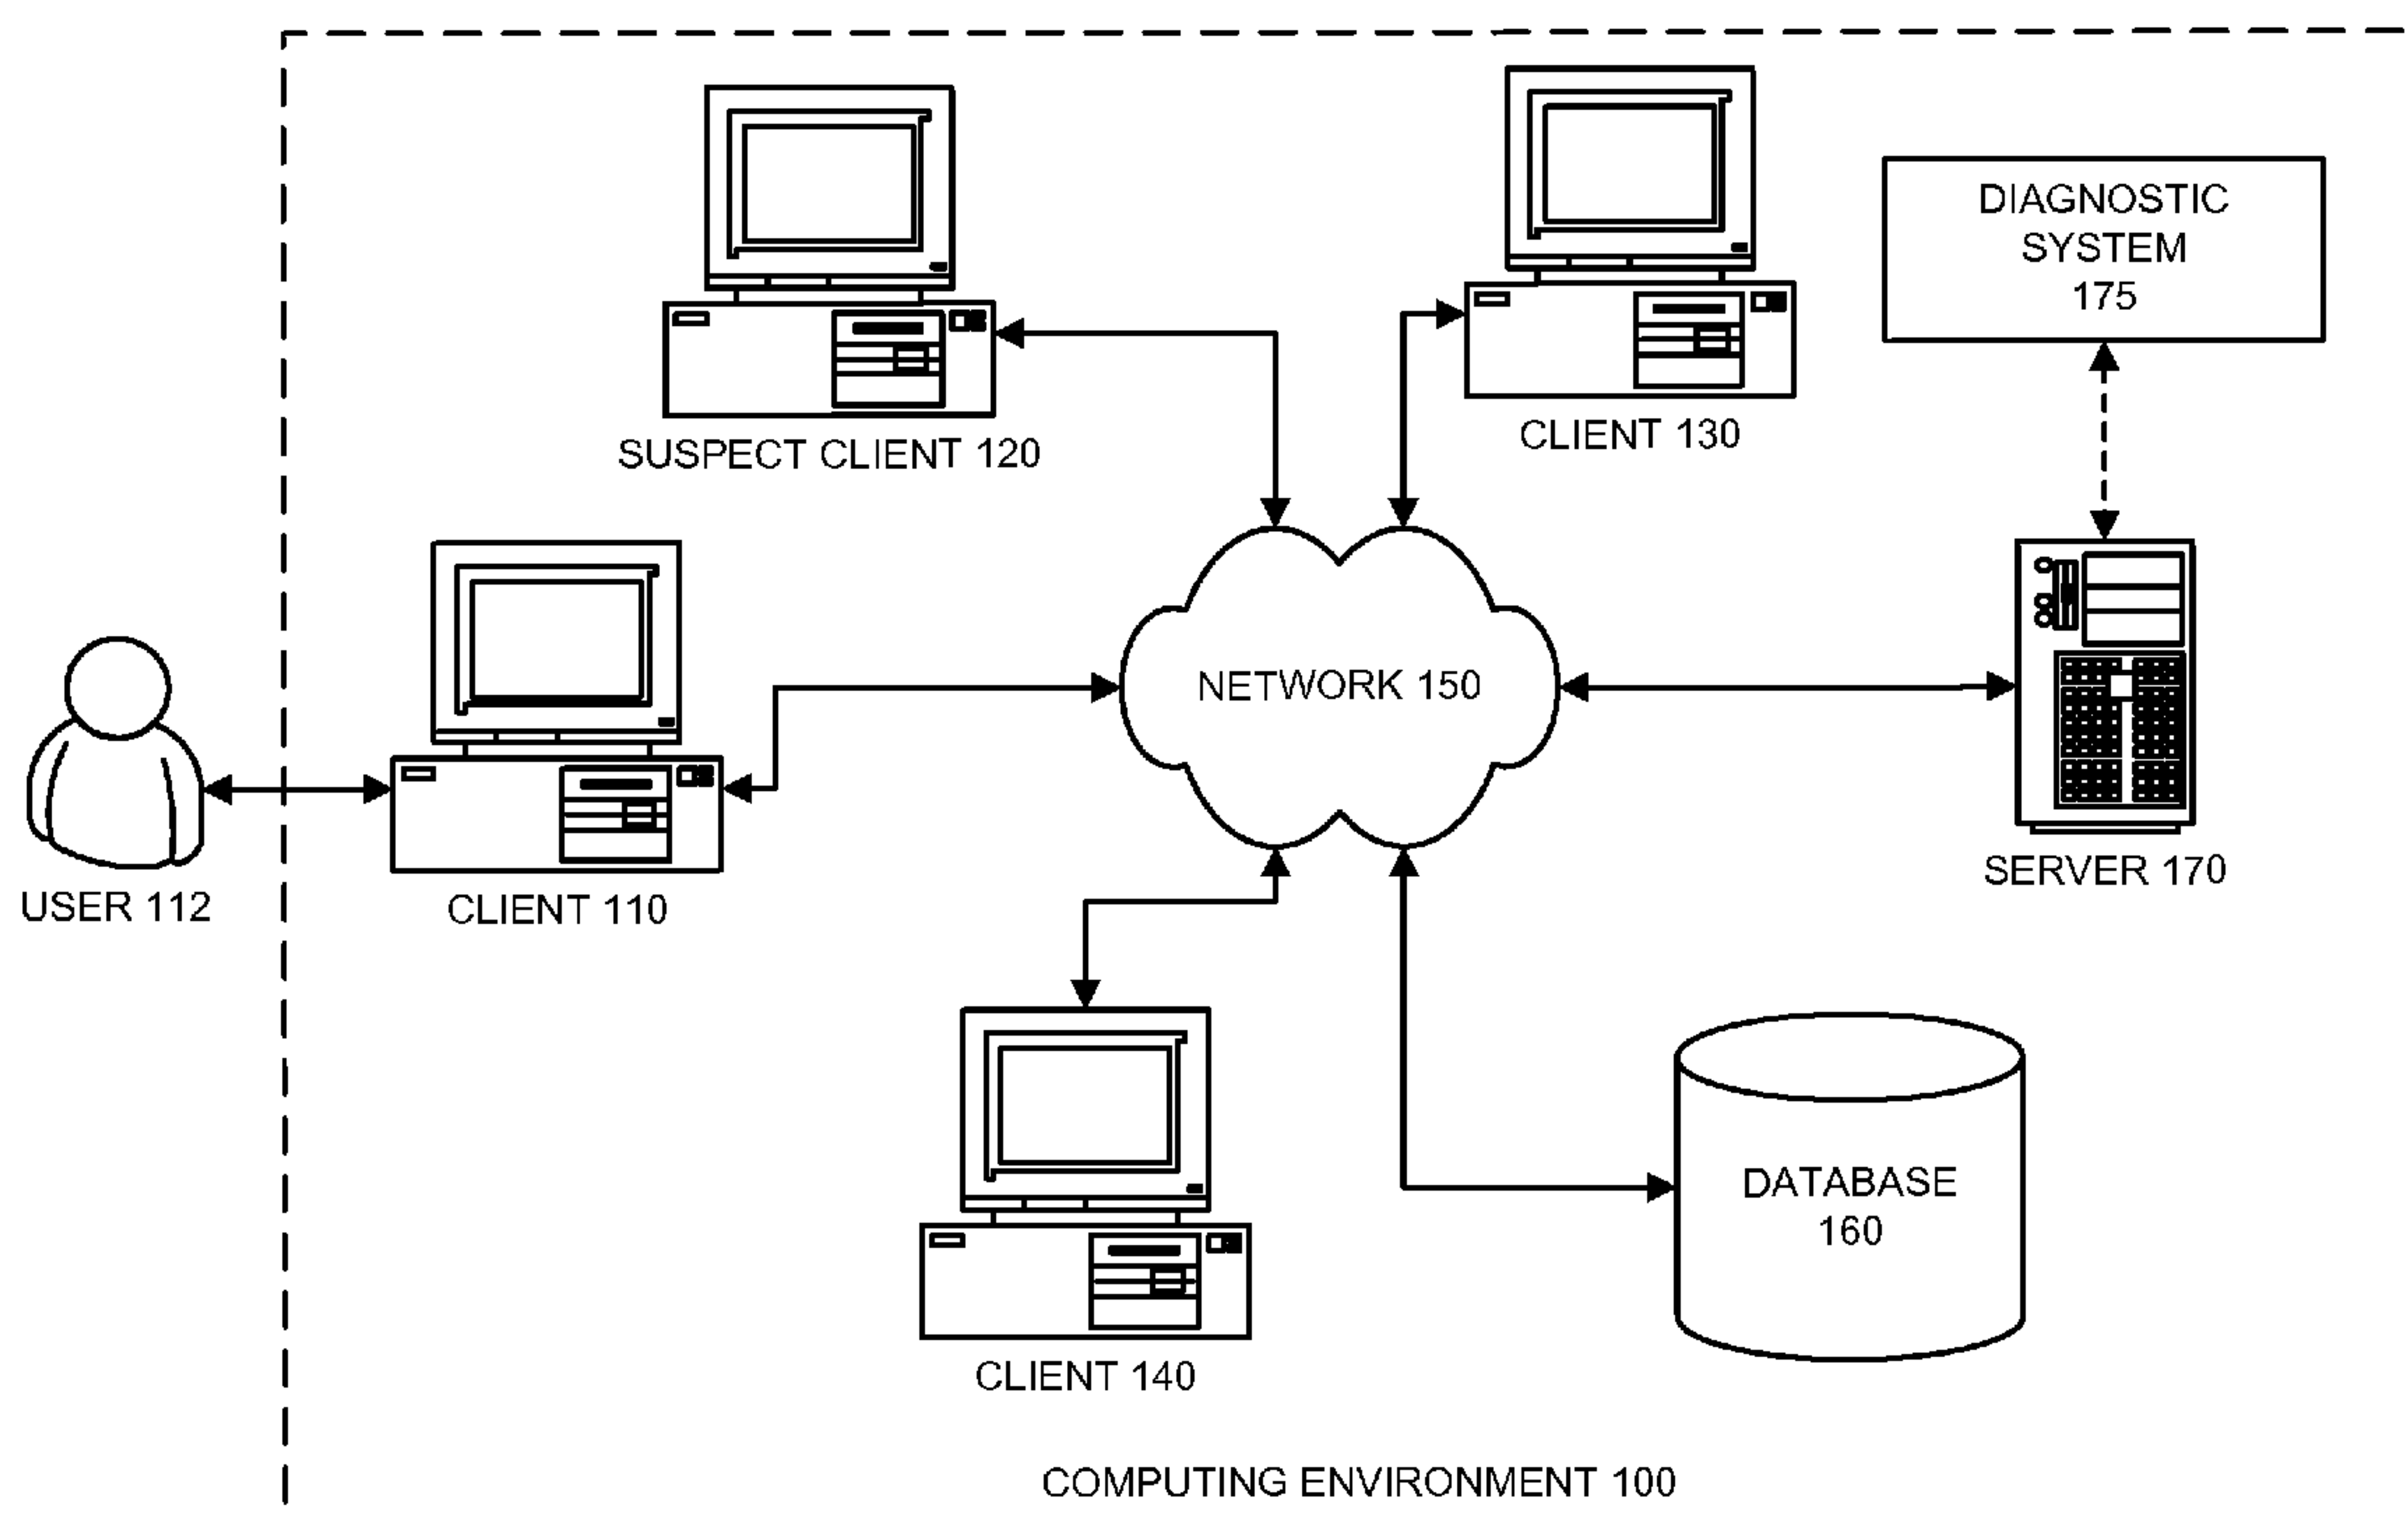 DIAGNOSTIC
SYSTEM
175
SUSPECT CLIENT 120
CLIENT 130
NETWORK 150
USER 112
CLIENT 110
SERVER 170
DATABASE
160
CLIENT 140
COMPUTING ENVIRONMENT 100